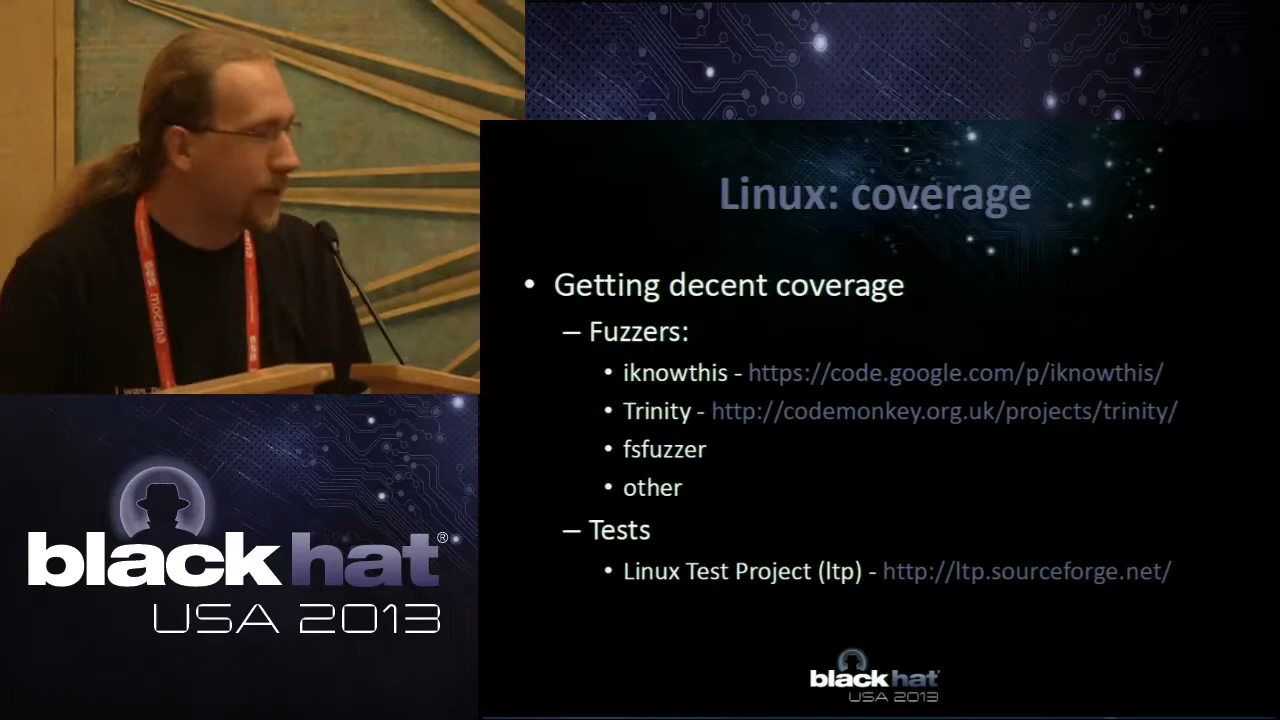 Linux: coverage
• Getting decent coverage
– Fuzzers:
• iknowthis - https://code.google.com/p/iknowthis/
• Trinity - http://codemonkey.org.uk/projects/trinity/
• fsfuzzer
• other
– Tests
• Linux Test Project (ltp) - http://ltp.sourceforge.net/
black hat
USA 2013
black hat®
USA 2013
mocana